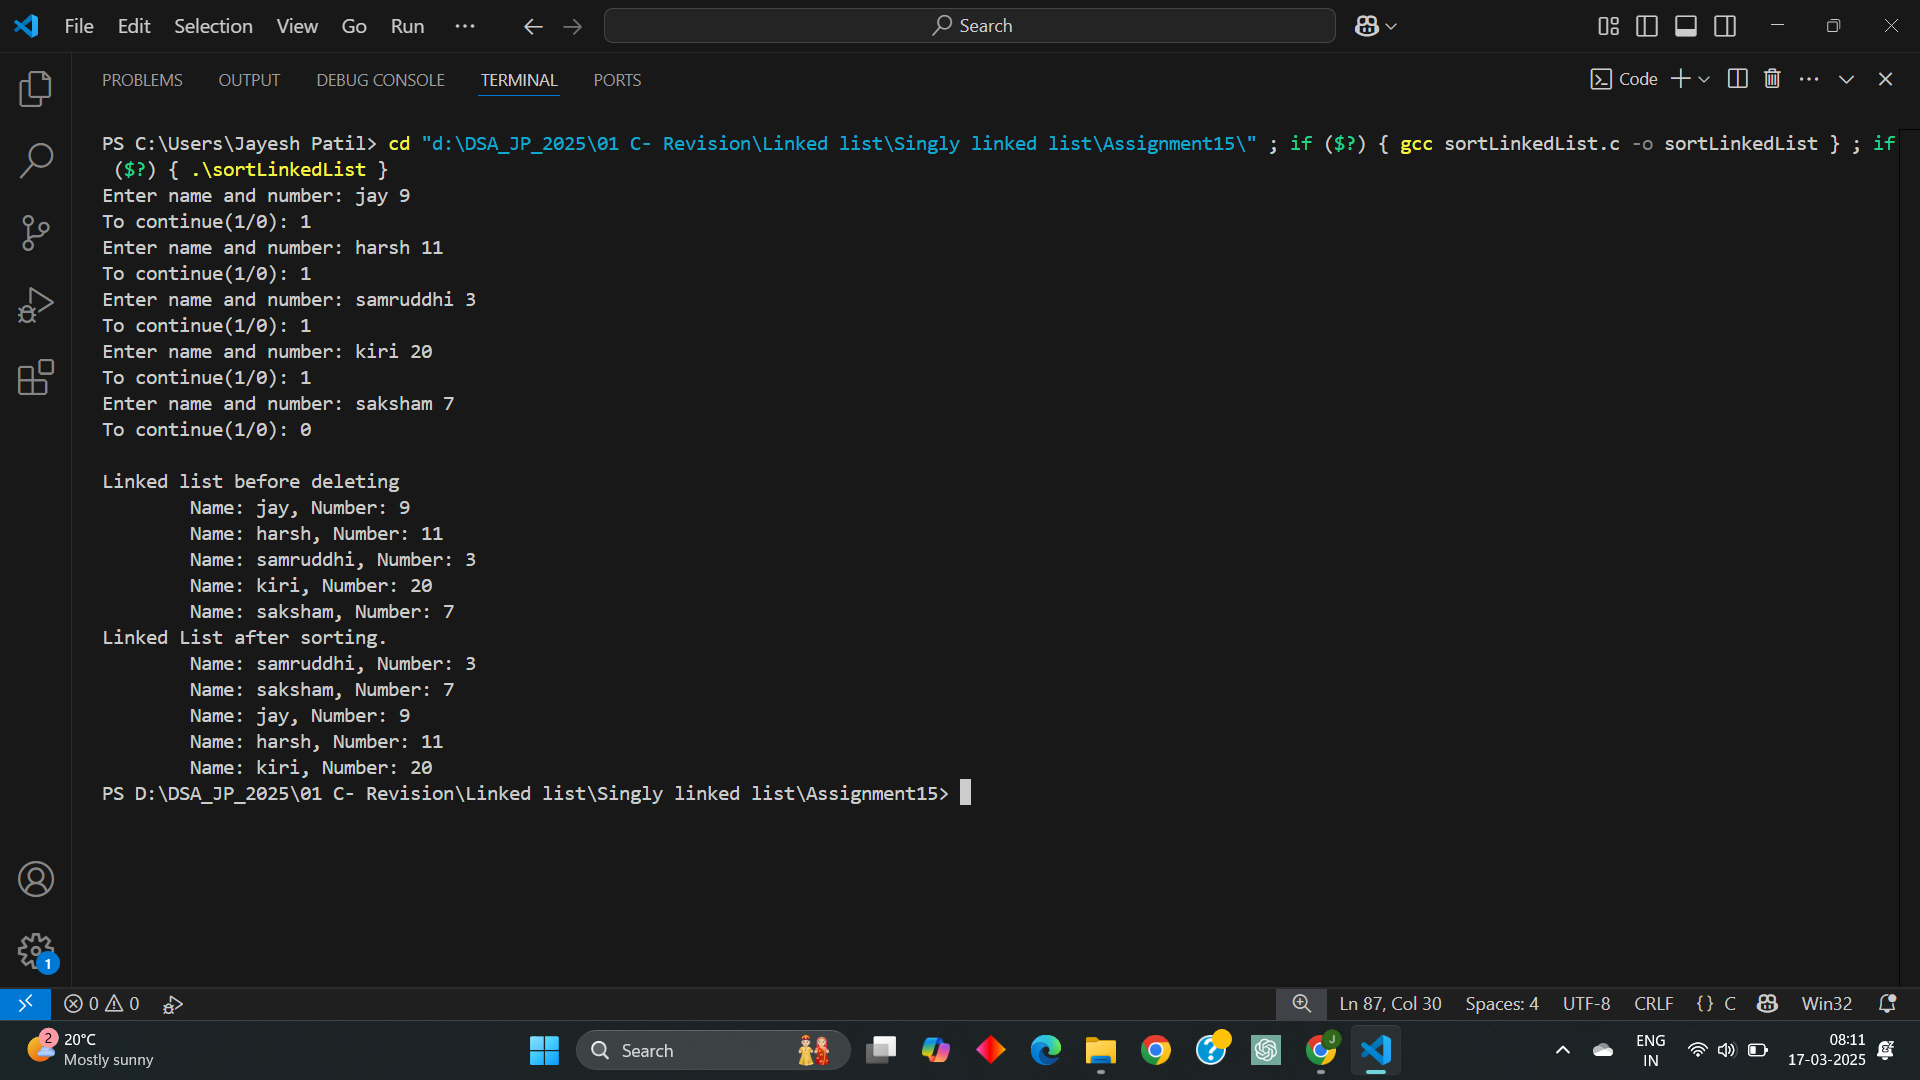 File Edit Selection View Go Run ··· Search
PROBLEMS OUTPUT DEBUG CONSOLE TERMINAL PORTS Code
PS C:\Users\Jayesh Patil> cd "d:\DSA_JP_2025\01 C- Revision\Linked list\Singly linked list\Assignment15\" ; if ($?) { gcc sortLinkedList.c -o sortLinkedList } ; if
($?) { .\sortLinkedList }
Enter name and number: jay 9
To continue(1/0): 1
Enter name and number: harsh 11
To continue(1/0): 1
Enter name and number: samruddhi 3
To continue(1/0): 1
Enter name and number: kiri 20
To continue(1/0): 1
Enter name and number: saksham 7
To continue(1/0): 0
Linked list before deleting
Name: jay, Number: 9
Name: harsh, Number: 11
Name: samruddhi, Number: 3
Name: kiri, Number: 20
Name: saksham, Number: 7
Linked List after sorting.
Name: samruddhi, Number: 3
Name: saksham, Number: 7
Name: jay, Number: 9
Name: harsh, Number: 11
Name: kiri, Number: 20
PS D:\DSA_JP_2025\01 C- Revision\Linked list\Singly linked list\Assignment15>
1
0 0 Ln 87, Col 30 Spaces: 4 UTF-8 CRLF {} C Win32
2 20°C Search J ENG 08:11
Mostly sunny IN 17-03-2025